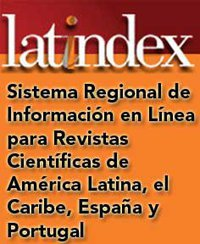 latindex
Sistema Regional de
Información en Línea
para Revistas
Científicas de
América Latina, el
Caribe, España y
Portugal